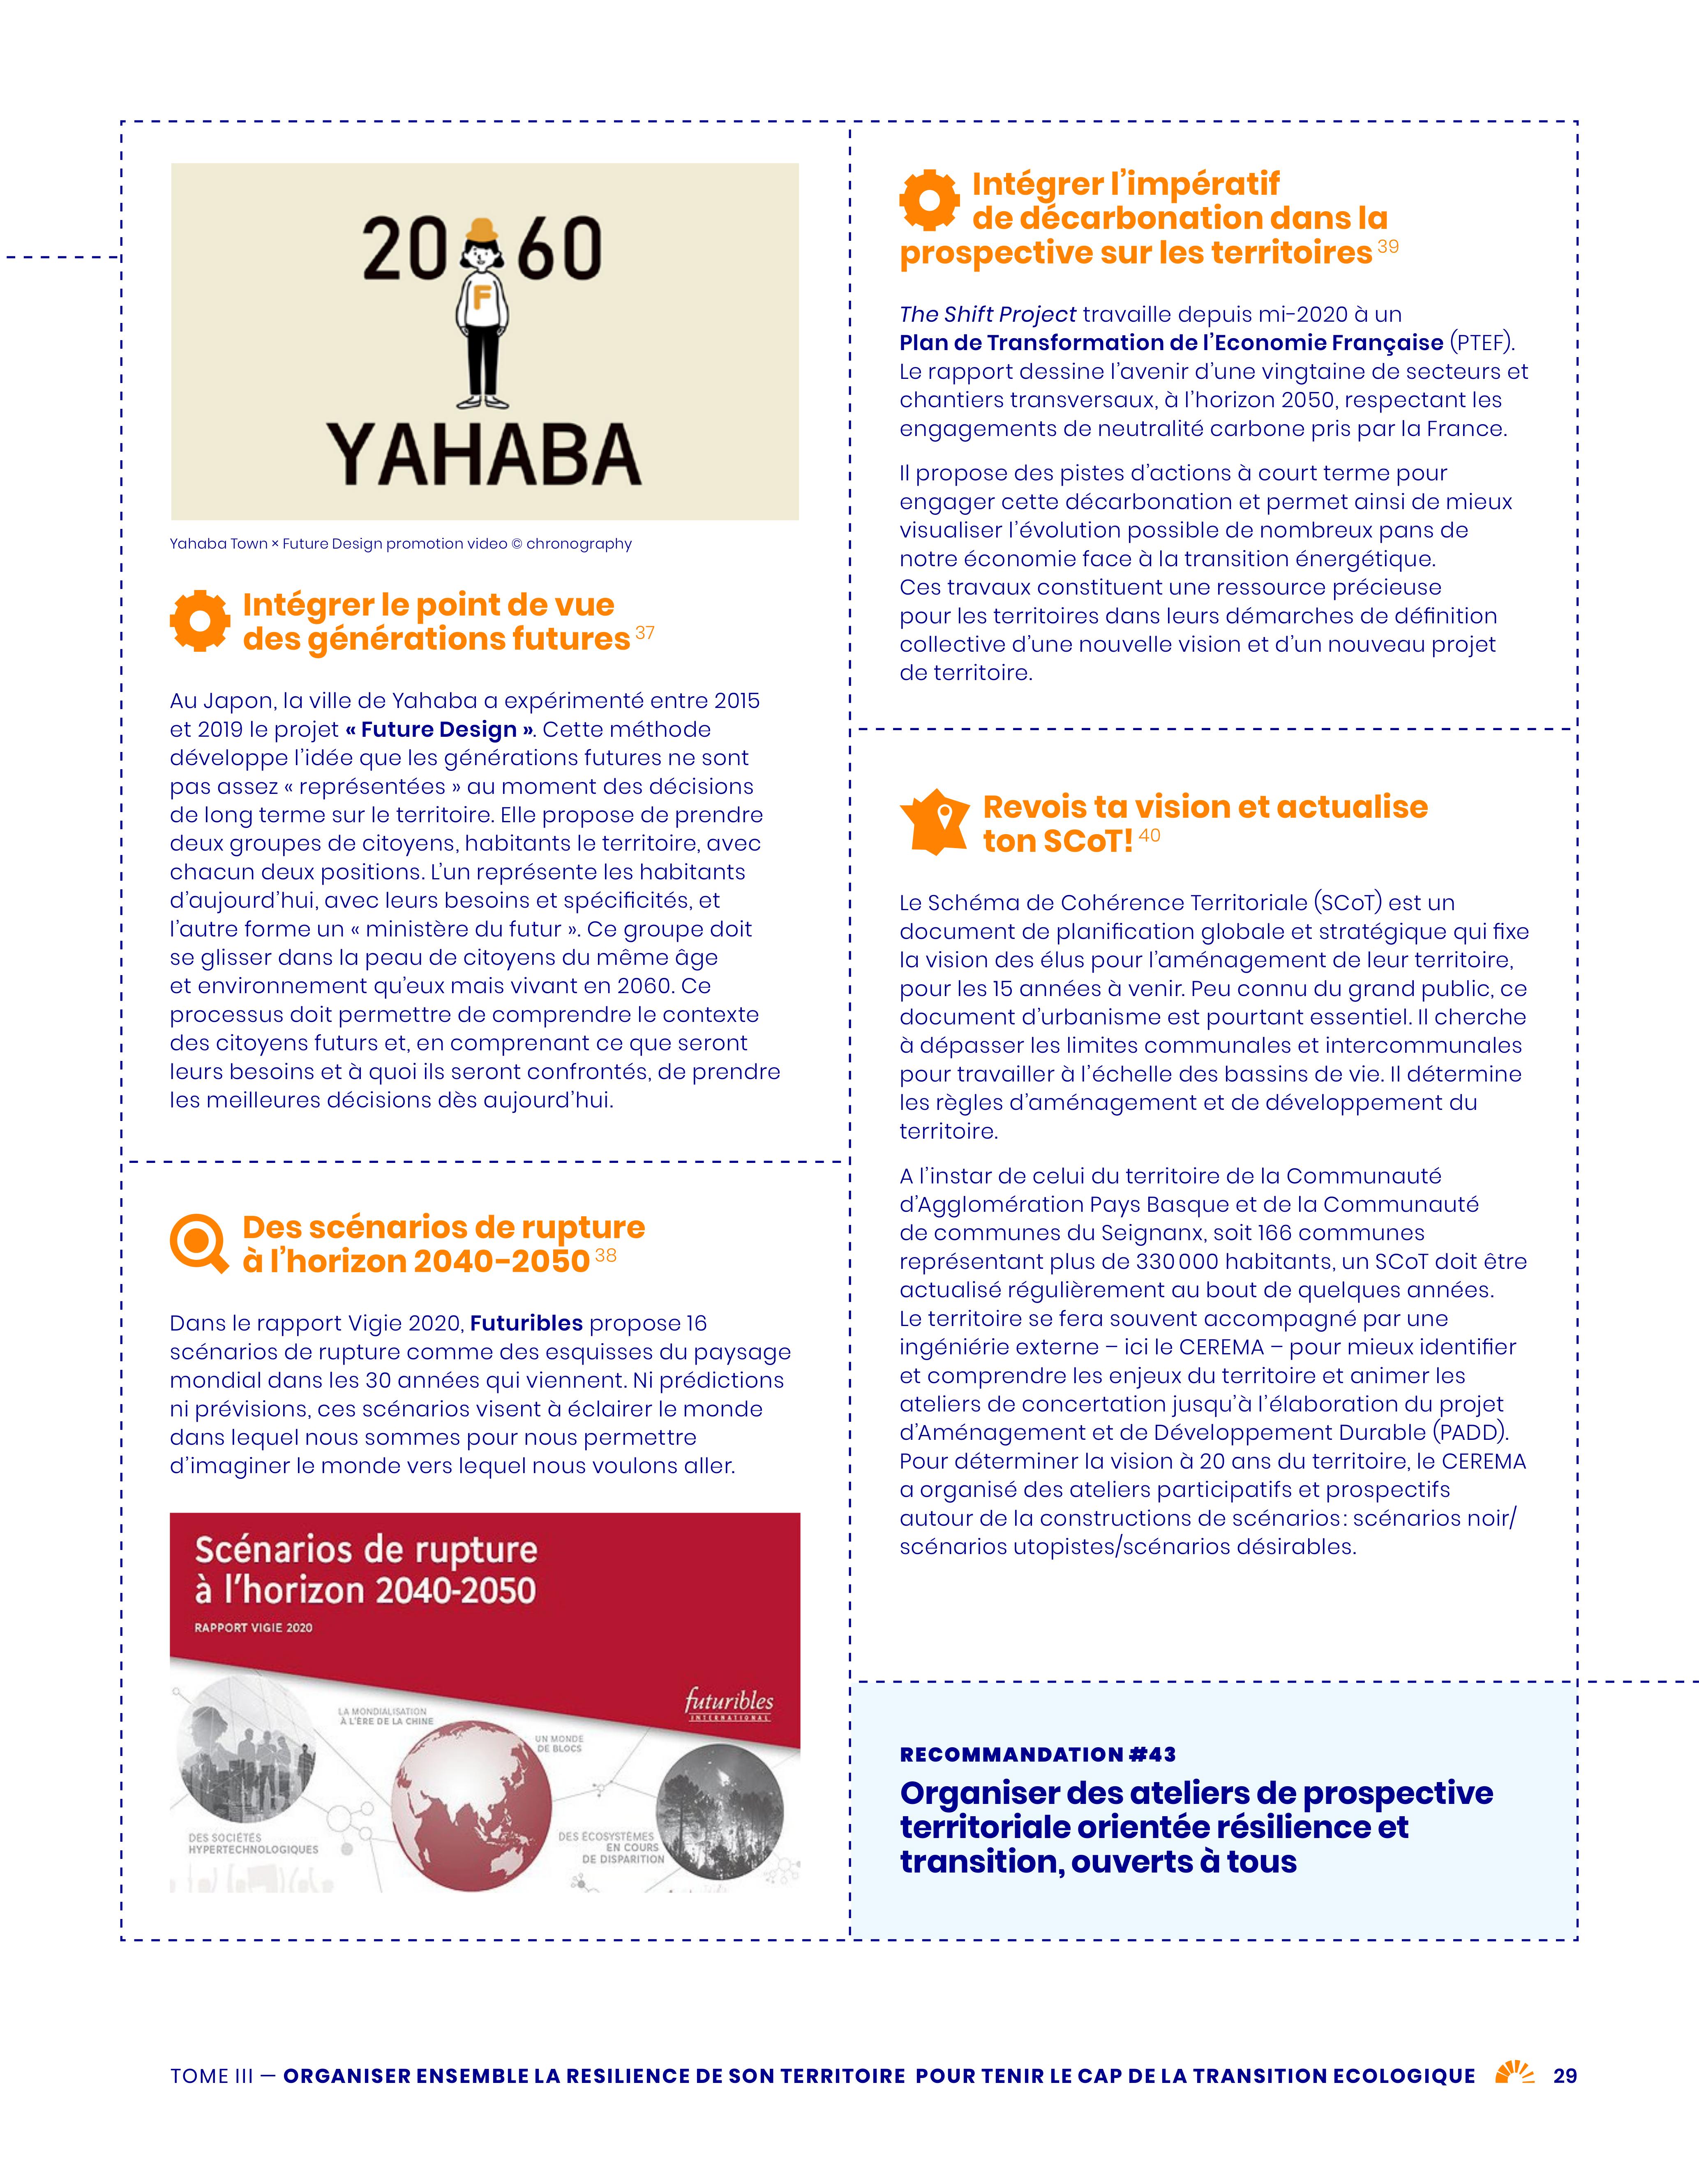 2060
F
YAHABA
Yahaba Town × Future Design promotion video © chronography
Intégrer le point de vue
des générations futures 37
Au Japon, la ville de Yahaba a expérimenté entre 2015
et 2019 le projet « Future Design ». Cette méthode
développe l’idée que les générations futures ne sont
pas assez « représentées » au moment des décisions
de long terme sur le territoire. Elle propose de prendre
deux groupes de citoyens, habitants le territoire, avec
chacun deux positions. L’un représente les habitants
d’aujourd’hui, avec leurs besoins et spécificités, et
l’autre forme un « ministère du futur ». Ce groupe doit
se glisser dans la peau de citoyens du même âge
et environnement qu’eux mais vivant en 2060. Ce
processus doit permettre de comprendre le contexte
des citoyens futurs et, en comprenant ce que seront
leurs besoins et à quoi ils seront confrontés, de prendre
les meilleures décisions dès aujourd’hui.
Des scénarios de rupture
à l’horizon 2040-2050 38
Dans le rapport Vigie 2020, Futuribles propose 16
scénarios de rupture comme des esquisses du paysage
mondial dans les 30 années qui viennent. Ni prédictions
ni prévisions, ces scénarios visent à éclairer le monde
dans lequel nous sommes pour nous permettre
d’imaginer le monde vers lequel nous voulons aller.
Scénarios de rupture
à l’horizon 2040-2050
RAPPORT VIGIE 2020
futuribles
INTERNATIONAL
LA MONDIALISATION
À L’ÈRE DE LA CHINE
UN MONDE
DE BLOCS
DES SOCIÉTÉS
HYPERTECHNOLOGIQUES
DES ÉCOSYSTÈMES
EN COURS
DE DISPARITION
Intégrer l’impératif
de décarbonation dans la
prospective sur les territoires 39
The Shift Project travaille depuis mi-2020 à un
Plan de Transformation de l’Economie Française (PTEF).
Le rapport dessine l’avenir d’une vingtaine de secteurs et
chantiers transversaux, à l’horizon 2050, respectant les
engagements de neutralité carbone pris par la France.
Il propose des pistes d’actions à court terme pour
engager cette décarbonation et permet ainsi de mieux
visualiser l’évolution possible de nombreux pans de
notre économie face à la transition énergétique.
Ces travaux constituent une ressource précieuse
pour les territoires dans leurs démarches de définition
collective d’une nouvelle vision et d’un nouveau projet
de territoire.
Revois ta vision et actualise
ton SCoT! 40
Le Schéma de Cohérence Territoriale (SCoT) est un
document de planification globale et stratégique qui fixe
la vision des élus pour l’aménagement de leur territoire,
pour les 15 années à venir. Peu connu du grand public, ce
document d’urbanisme est pourtant essentiel. Il cherche
à dépasser les limites communales et intercommunales
pour travailler à l’échelle des bassins de vie. Il détermine
les règles d’aménagement et de développement du
territoire.
A l’instar de celui du territoire de la Communauté
d’Agglomération Pays Basque et de la Communauté
de communes du Seignanx, soit 166 communes
représentant plus de 330 000 habitants, un SCoT doit être
actualisé régulièrement au bout de quelques années.
Le territoire se fera souvent accompagné par une
ingéniérie externe – ici le CEREMA – pour mieux identifier
et comprendre les enjeux du territoire et animer les
ateliers de concertation jusqu’à l’élaboration du projet
d’Aménagement et de Développement Durable (PADD).
Pour déterminer la vision à 20 ans du territoire, le CEREMA
a organisé des ateliers participatifs et prospectifs
autour de la constructions de scénarios: scénarios noir/
scénarios utopistes/scénarios désirables.
RECOMMANDATION #43
Organiser des ateliers de prospective
territoriale orientée résilience et
transition, ouverts à tous
TOME III — ORGANISER ENSEMBLE LA RESILIENCE DE SON TERRITOIRE POUR TENIR LE CAP DE LA TRANSITION ECOLOGIQUE 29